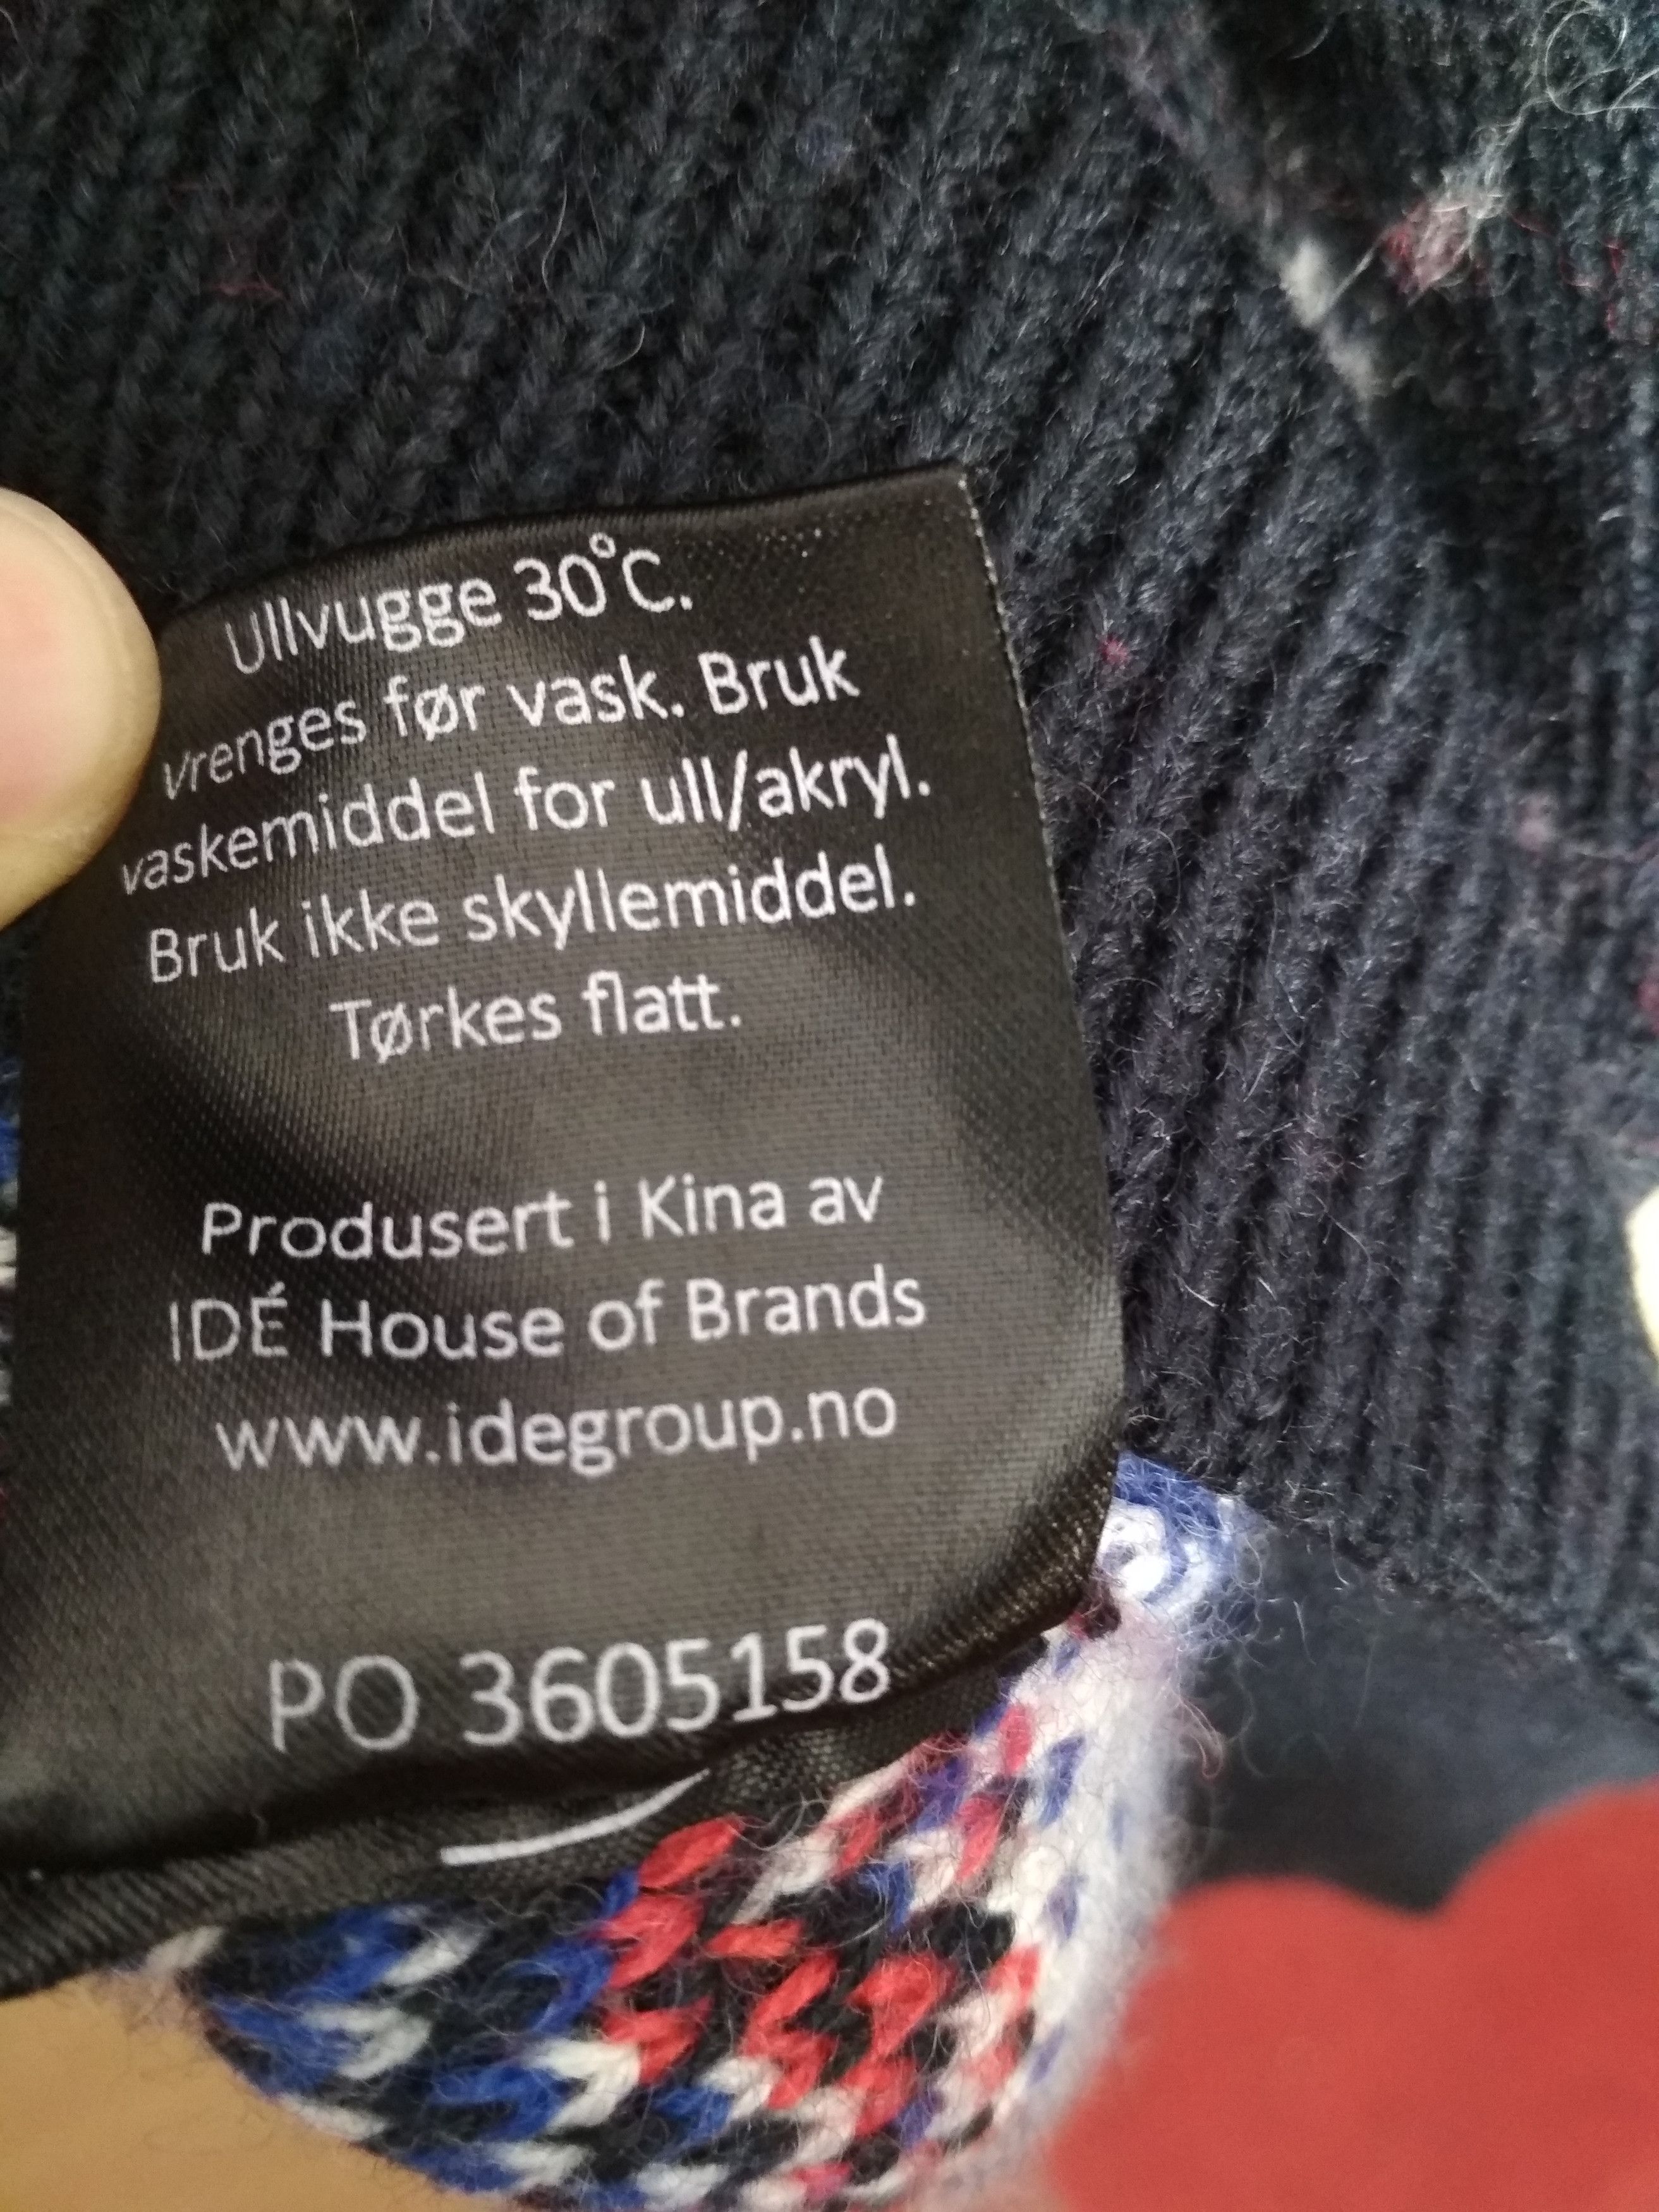 Ullvugge 30°C.
vrenges før vask. Bruk
vaskemiddel for ull/akryl.
Bruk ikke skyllemiddel.
Tørkes flatt.
Produsert i Kina av
IDÉ House of Brands
www.idegroup.no
PO 3605158